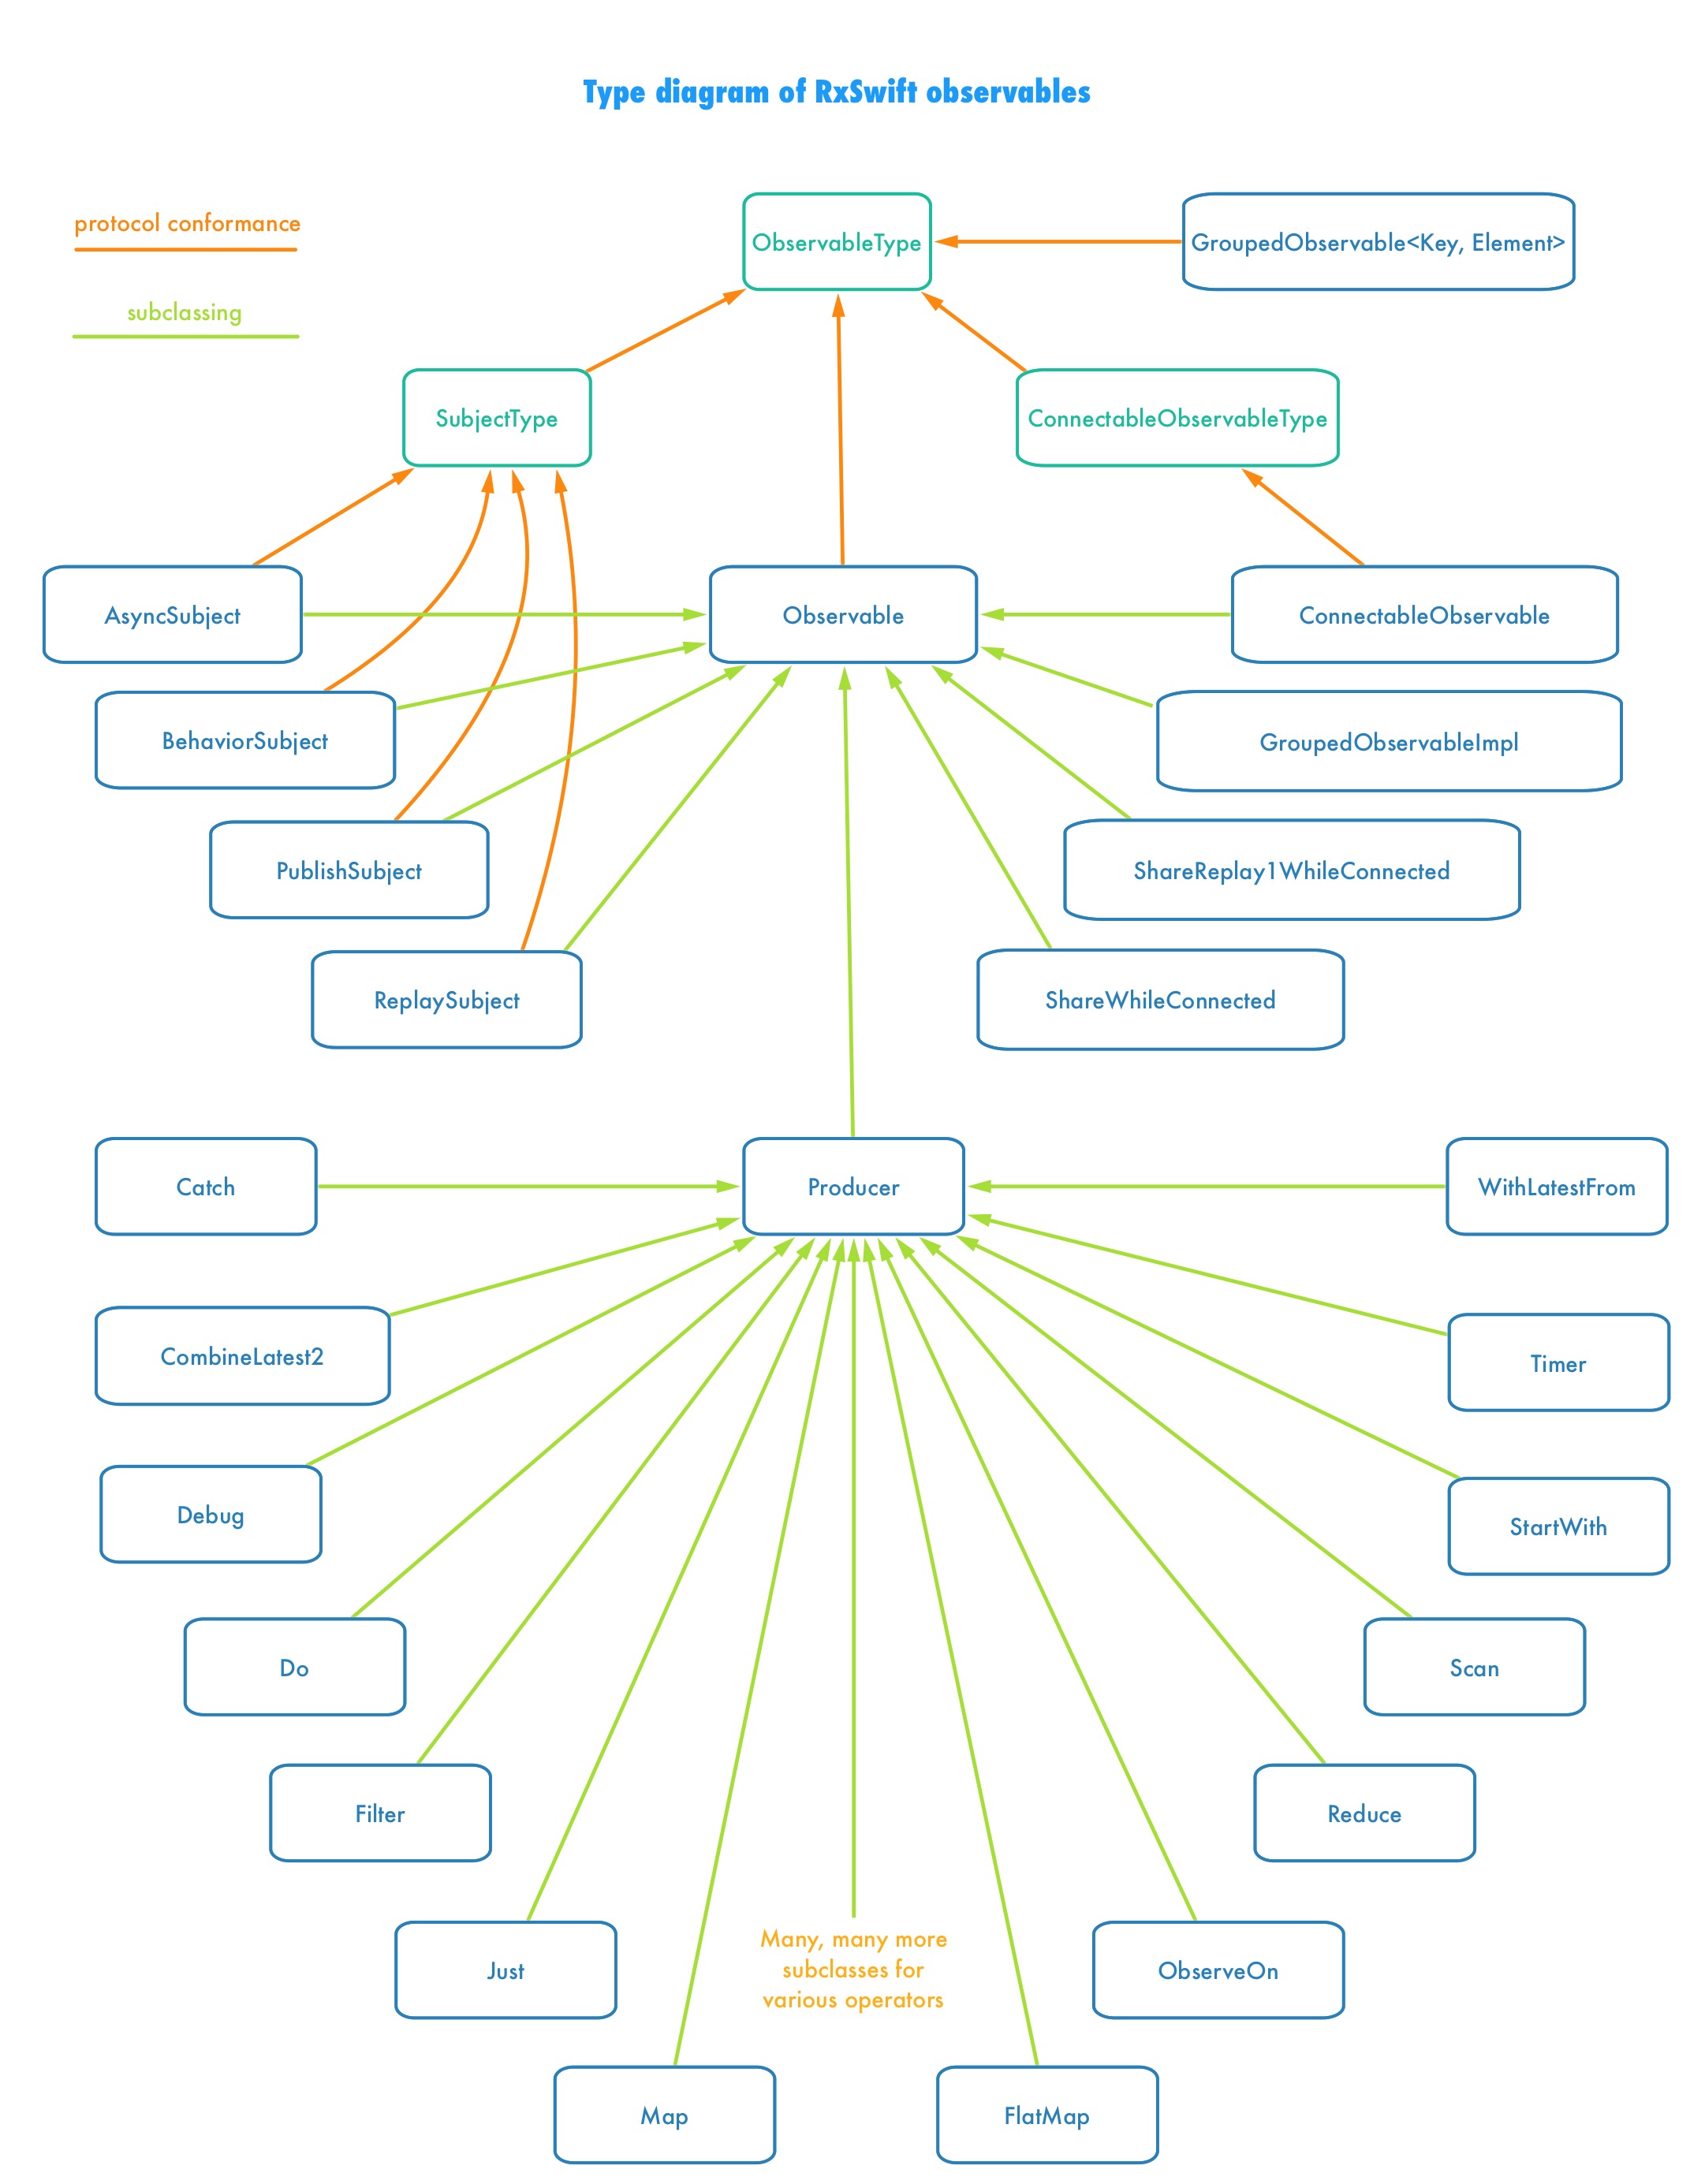 Type diagram of RxSwift observables
protocol conformance
subclassing
ObservableType
GroupedObservable<Key, Element>
SubjectType
ConnectableObservableType
AsyncSubject
Observable
ConnectableObservable
BehaviorSubject
GroupedObservableImpl
PublishSubject
ShareReplay1WhileConnected
ReplaySubject
ShareWhileConnected
Catch
Producer
WithLatestFrom
CombineLatest2
Timer
Debug
StartWith
Do
Scan
Filter
Reduce
Just
Many, many more
subclasses for
various operators
ObserveOn
Map
FlatMap